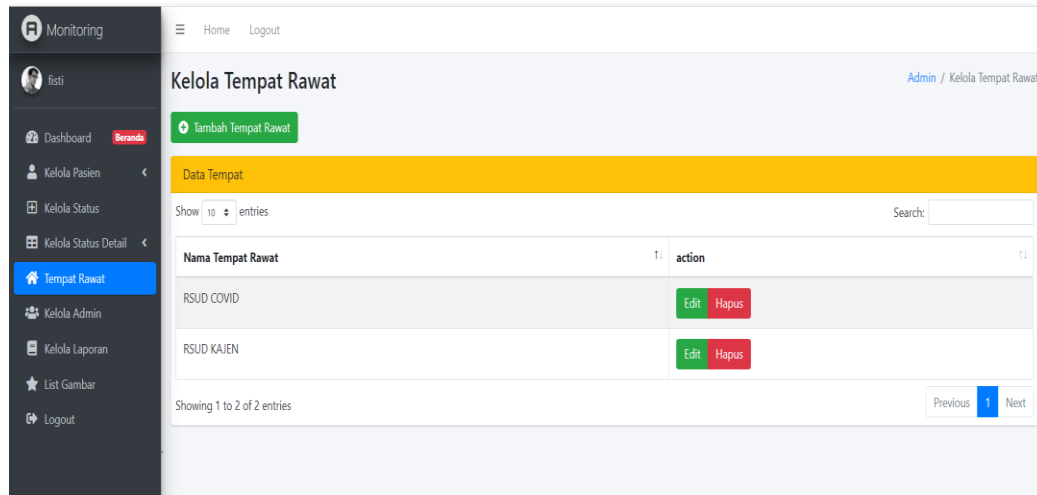 Monitoring
Home Logout
fisti
Kelola Tempat Rawat
Admin / Kelola Tempat Rawat
Tambah Tempat Rawat
Dashboard Beranda
Kelola Pasien
Kelola Status
Kelola Status Detail
Tempat Rawat
Kelola Admin
Kelola Laporan
List Gambar
Logout
Data Tempat
Show 10 entries
Search:
Nama Tempat Rawat action
RSUD COVID Edit Hapus
RSUD KAJEN Edit Hapus
Showing 1 to 2 of 2 entries
Previous 1 Next